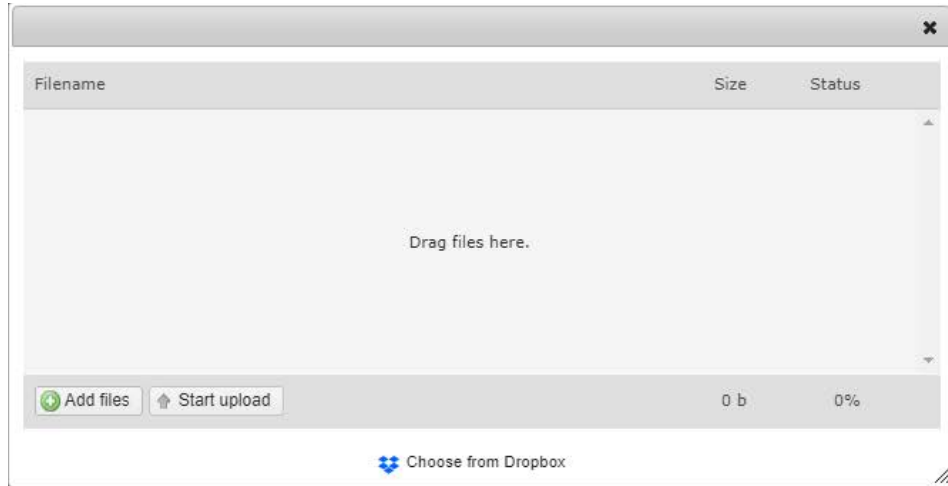 Filename Size Status
Drag files here.
Add files Start upload 0 b 0%
Choose from Dropbox